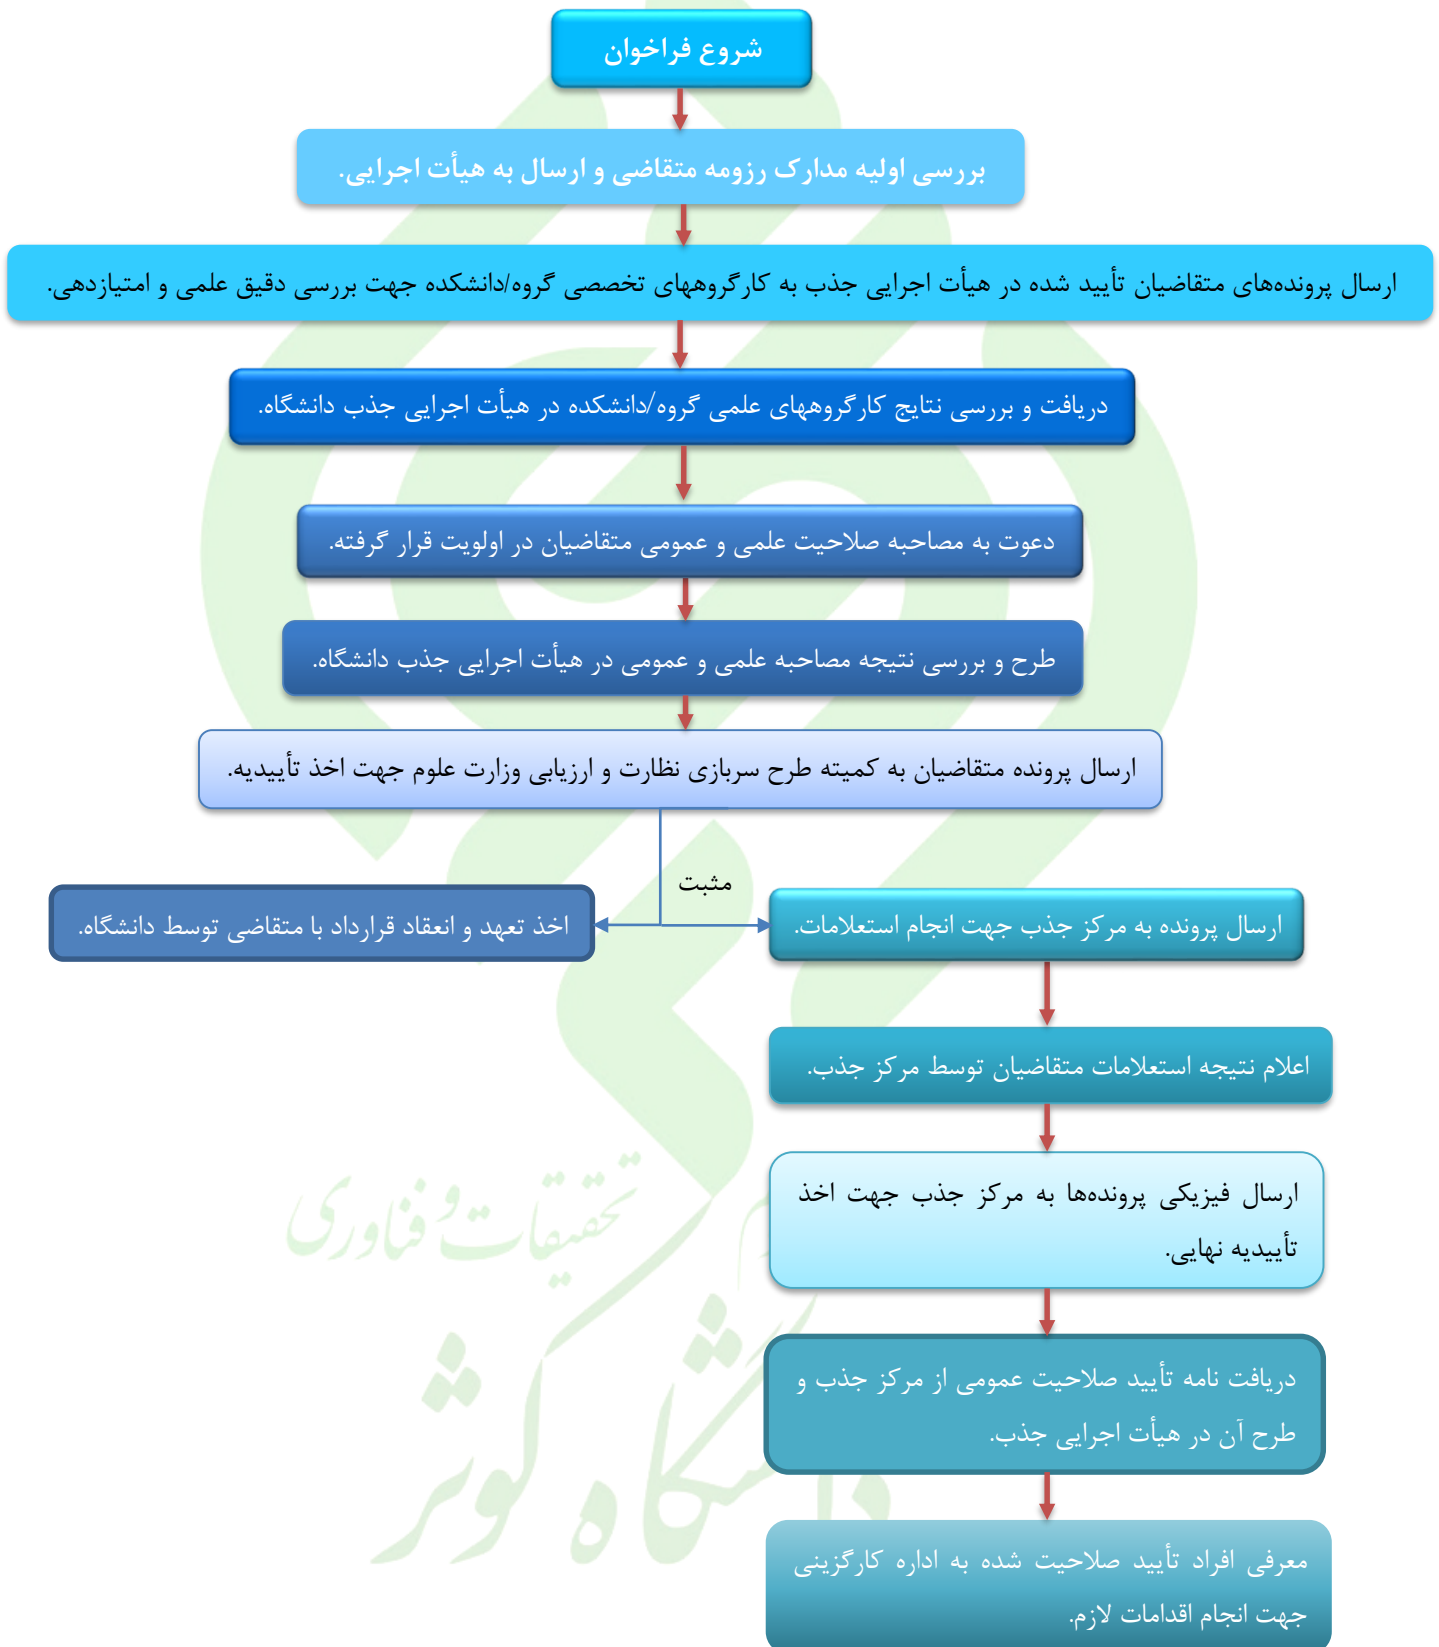 شروع فراخوان
بررسی اولیه مدارک رزومه متقاضی و ارسال به هیأت اجرایی.
ارسال پرونده‌های متقاضیان تأیید شده در هیأت اجرایی جذب به کارگروههای تخصصی گروه/دانشکده جهت بررسی دقیق علمی و امتیازدهی.
دریافت و بررسی نتایج کارگروههای علمی گروه/دانشکده در هیأت اجرایی جذب دانشگاه.
دعوت به مصاحبه صلاحیت علمی و عمومی متقاضیان در اولویت قرار گرفته.
طرح و بررسی نتیجه مصاحبه علمی و عمومی در هیأت اجرایی جذب دانشگاه.
ارسال پرونده متقاضیان به کمیته طرح سربازی نظارت و ارزیابی وزارت علوم جهت اخذ تأییدیه.
مثبت
ارسال پرونده به مرکز جذب جهت انجام استعلامات.
اخذ تعهد و انعقاد قرارداد با متقاضی توسط دانشگاه.
اعلام نتیجه استعلامات متقاضیان توسط مرکز جذب.
ارسال فیزیکی پرونده‌ها به مرکز جذب جهت اخذ
تأییدیه نهایی.
تحقیقات و فناوری
دریافت نامه تأیید صلاحیت عمومی از مرکز جذب و
طرح آن در هیأت اجرایی جذب.
دانشگاه کوثر
معرفی افراد تأیید صلاحیت شده به اداره کارگزینی
جهت انجام اقدامات لازم.